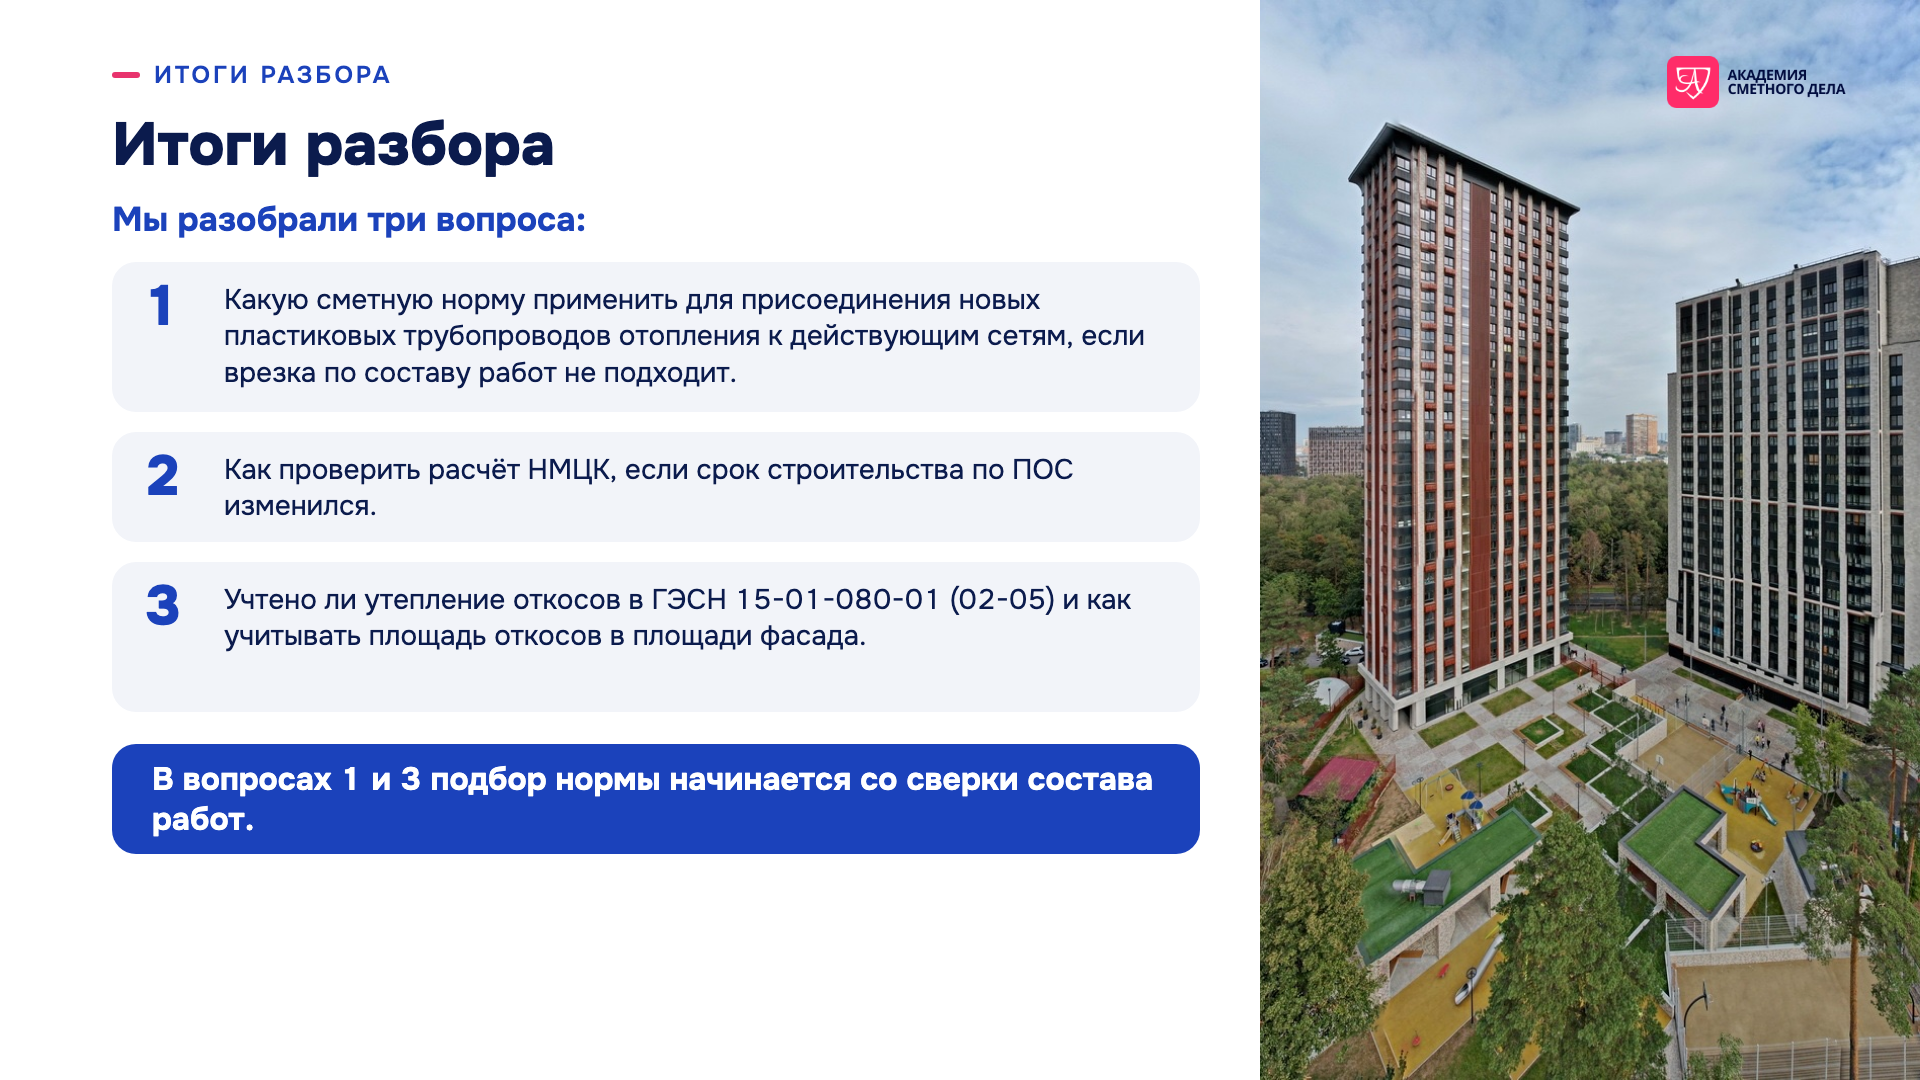 ИТОГИ РАЗБОРА
АКАДЕМИЯ
СМЕТНОГО ДЕЛА
Итоги разбора
Мы разобрали три вопроса:
1
Какую сметную норму применить для присоединения новых
пластиковых трубопроводов отопления к действующим сетям, если
врезка по составу работ не подходит.
2
Как проверить расчёт НМЦК, если срок строительства по ПОС
изменился.
3
Учтено ли утепление откосов в ГЭСН 15-01-080-01 (02-05) и как
учитывать площадь откосов в площади фасада.
В вопросах 1 и 3 подбор нормы начинается со сверки состава
работ.